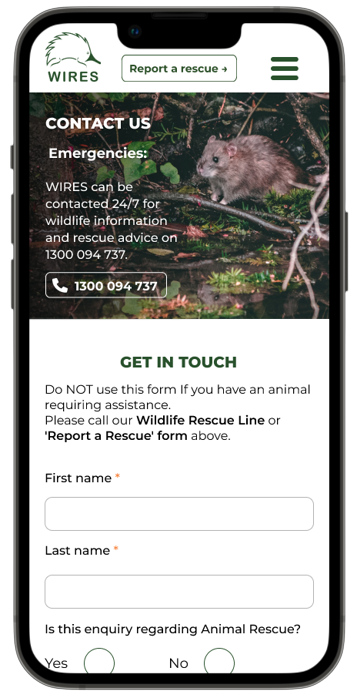 WIRES
Report a rescue →
CONTACT US
Emergencies:
WIRES can be
contacted 24/7 for
wildlife information
and rescue advice on
1300 094 737.
1300 094 737
GET IN TOUCH
Do NOT use this form If you have an animal
requiring assistance.
Please call our Wildlife Rescue Line or
'Report a Rescue' form above.
First name *
Last name *
Is this enquiry regarding Animal Rescue?
Yes No